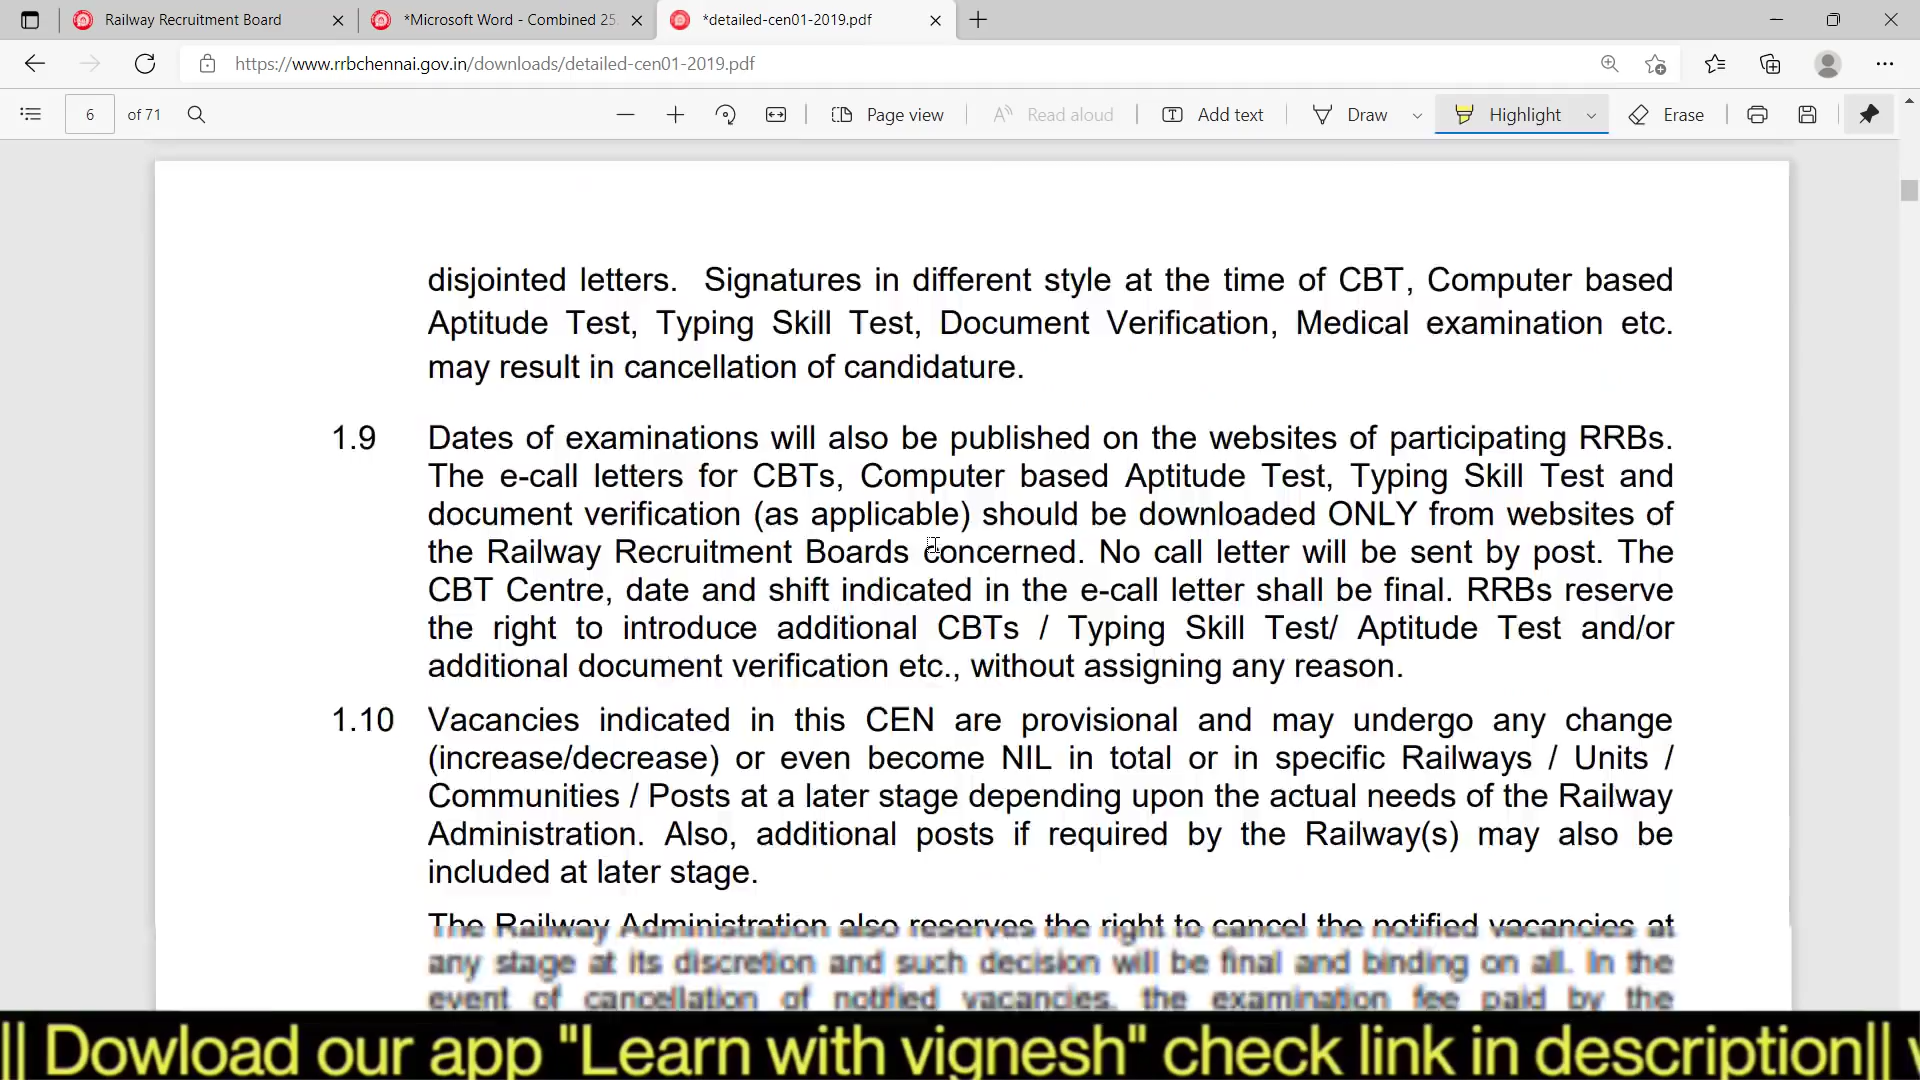 Railway Recruitment Board
*Microsoft Word - Combined 25.
*detailed-cen01-2019.pdf
https://www.rrbchennai.gov.in/downloads/detailed-cen01-2019.pdf
6 of 71
Page view
Read aloud
Add text
Draw
Highlight
Erase
disjointed letters. Signatures in different style at the time of CBT, Computer based
Aptitude Test, Typing Skill Test, Document Verification, Medical examination etc.
may result in cancellation of candidature.
1.9 Dates of examinations will also be published on the websites of participating RRBs.
The e-call letters for CBTs, Computer based Aptitude Test, Typing Skill Test and
document verification (as applicable) should be downloaded ONLY from websites of
the Railway Recruitment Boards concerned. No call letter will be sent by post. The
CBT Centre, date and shift indicated in the e-call letter shall be final. RRBs reserve
the right to introduce additional CBTs / Typing Skill Test/ Aptitude Test and/or
additional document verification etc., without assigning any reason.
1.10 Vacancies indicated in this CEN are provisional and may undergo any change
(increase/decrease) or even become NIL in total or in specific Railways / Units /
Communities / Posts at a later stage depending upon the actual needs of the Railway
Administration. Also, additional posts if required by the Railway(s) may also be
included at later stage.
The Railway Administration also reserves the right to cancel the notified vacancies at
any stage at its discretion and such decision will be final and binding on all. In the
event of cancellation of notified vacancies, the examination fee paid by the
|| Dowload our app "Learn with vignesh" check link in description||